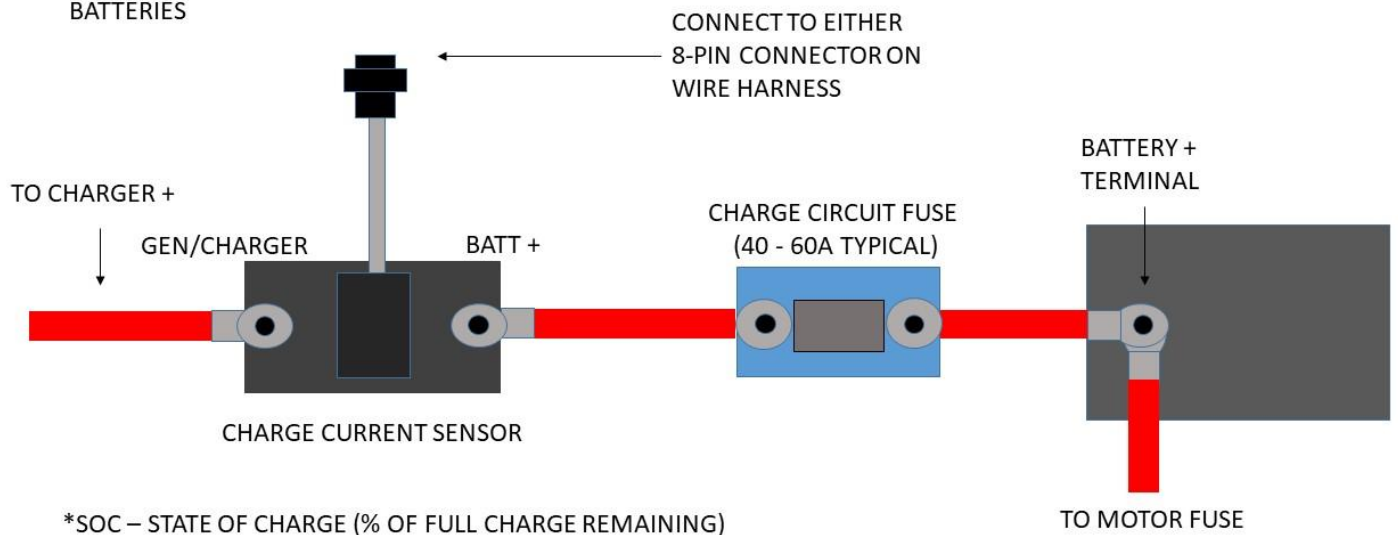 BATTERIES
CONNECT TO EITHER
8-PIN CONNECTOR ON
WIRE HARNESS
BATTERY +
TERMINAL
TO CHARGER +
CHARGE CIRCUIT FUSE
(40 - 60A TYPICAL)
GEN/CHARGER
BATT +
CHARGE CURRENT SENSOR
*SOC – STATE OF CHARGE (% OF FULL CHARGE REMAINING)
TO MOTOR FUSE